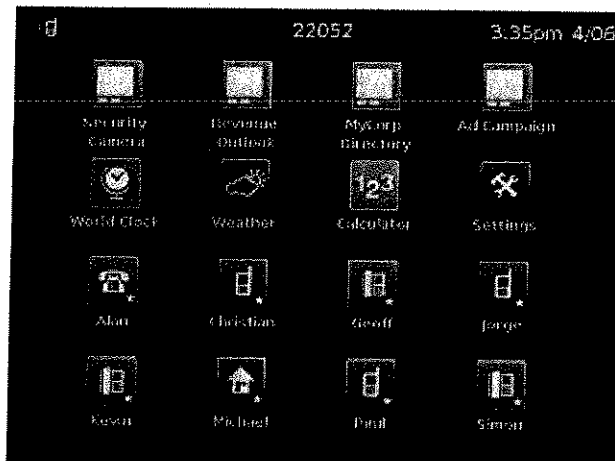 22052 3:35pm 4/06
Security Camera
Revenue Outlook
MyCorp Directory
Ad Campaign
World Clock
Weather
123
Calculator
Settings
Alan
Christian
Geoff
Jorge
Kevin
Michael
Paul
Simon